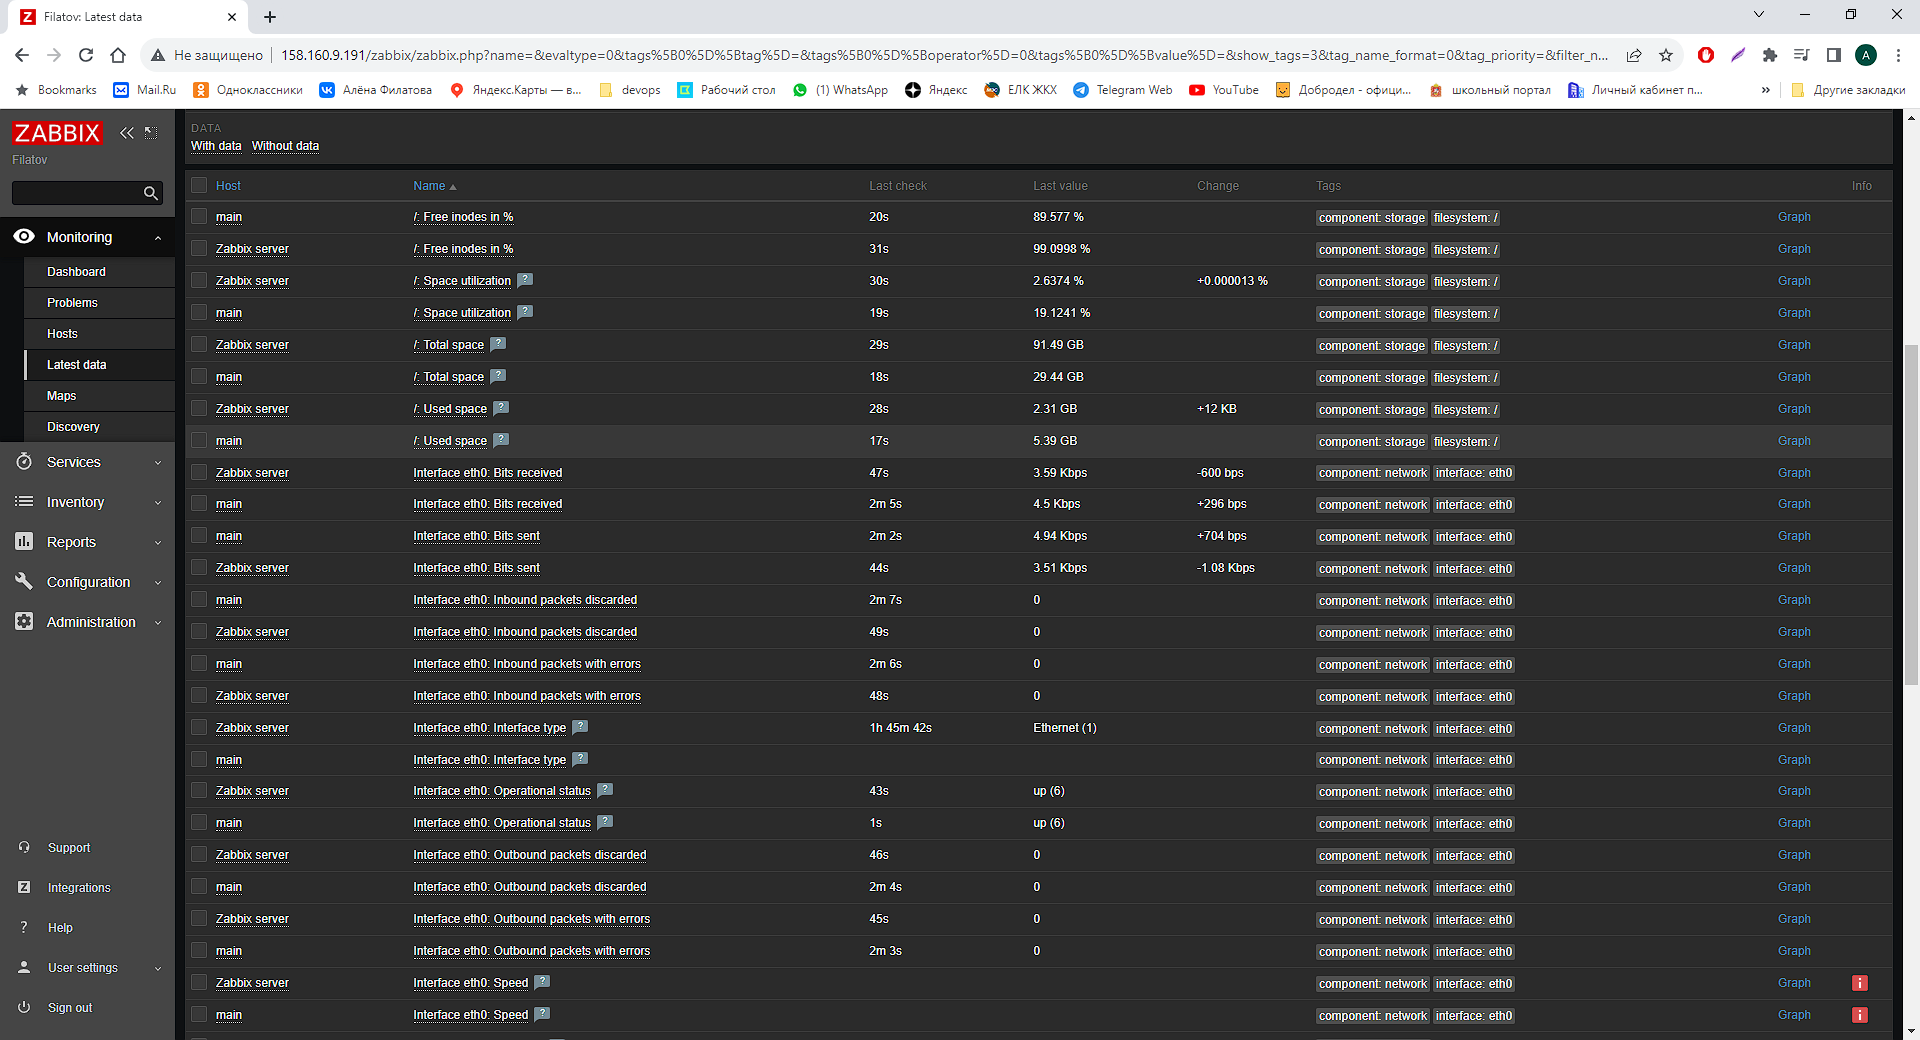 Filatov: Latest data
Не защищено 158.160.9.191/zabbix/zabbix.php?name=&evaltype=0&tags%5B0%5D%5Btag%5D=&tags%5B0%5D%5Boperator%5D=0&tags%5B0%5D%5Bvalue%5D=&show_tags=3&tag_name_format=0&tag_priority=&filter_n... A
Bookmarks Mail.Ru Одноклассники Алёна Филатова Яндекс.Карты — в... devops Рабочий стол (1) WhatsApp Яндекс ЕЛК ЖКХ Telegram Web YouTube Добродел - офици... школьный портал Личный кабинет п... » Другие закладки
ZABBIX
Filatov
Monitoring
Dashboard
Problems
Hosts
Latest data
Maps
Discovery
Services
Inventory
Reports
Configuration
Administration
Support
Integrations
Help
User settings
Sign out
DATA
With data Without data
Host Name Last check Last value Change Tags Info
main /: Free inodes in % 20s 89.577 % component: storage filesystem: / Graph
Zabbix server /: Free inodes in % 31s 99.0998 % component: storage filesystem: / Graph
Zabbix server /: Space utilization ? 30s 2.6374 % +0.000013 % component: storage filesystem: / Graph
main /: Space utilization ? 19s 19.1241 % component: storage filesystem: / Graph
Zabbix server /: Total space ? 29s 91.49 GB component: storage filesystem: / Graph
main /: Total space ? 18s 29.44 GB component: storage filesystem: / Graph
Zabbix server /: Used space ? 28s 2.31 GB +12 KB component: storage filesystem: / Graph
main /: Used space ? 17s 5.39 GB component: storage filesystem: / Graph
Zabbix server Interface eth0: Bits received 47s 3.59 Kbps -600 bps component: network interface: eth0 Graph
main Interface eth0: Bits received 2m 5s 4.5 Kbps +296 bps component: network interface: eth0 Graph
main Interface eth0: Bits sent 2m 2s 4.94 Kbps +704 bps component: network interface: eth0 Graph
Zabbix server Interface eth0: Bits sent 44s 3.51 Kbps -1.08 Kbps component: network interface: eth0 Graph
main Interface eth0: Inbound packets discarded 2m 7s 0 component: network interface: eth0 Graph
Zabbix server Interface eth0: Inbound packets discarded 49s 0 component: network interface: eth0 Graph
main Interface eth0: Inbound packets with errors 2m 6s 0 component: network interface: eth0 Graph
Zabbix server Interface eth0: Inbound packets with errors 48s 0 component: network interface: eth0 Graph
Zabbix server Interface eth0: Interface type ? 1h 45m 42s Ethernet (1) component: network interface: eth0 Graph
main Interface eth0: Interface type ? component: network interface: eth0 Graph
Zabbix server Interface eth0: Operational status ? 43s up (6) component: network interface: eth0 Graph
main Interface eth0: Operational status ? 1s up (6) component: network interface: eth0 Graph
Zabbix server Interface eth0: Outbound packets discarded 46s 0 component: network interface: eth0 Graph
main Interface eth0: Outbound packets discarded 2m 4s 0 component: network interface: eth0 Graph
Zabbix server Interface eth0: Outbound packets with errors 45s 0 component: network interface: eth0 Graph
main Interface eth0: Outbound packets with errors 2m 3s 0 component: network interface: eth0 Graph
Zabbix server Interface eth0: Speed ? component: network interface: eth0 Graph i
main Interface eth0: Speed ? component: network interface: eth0 Graph i